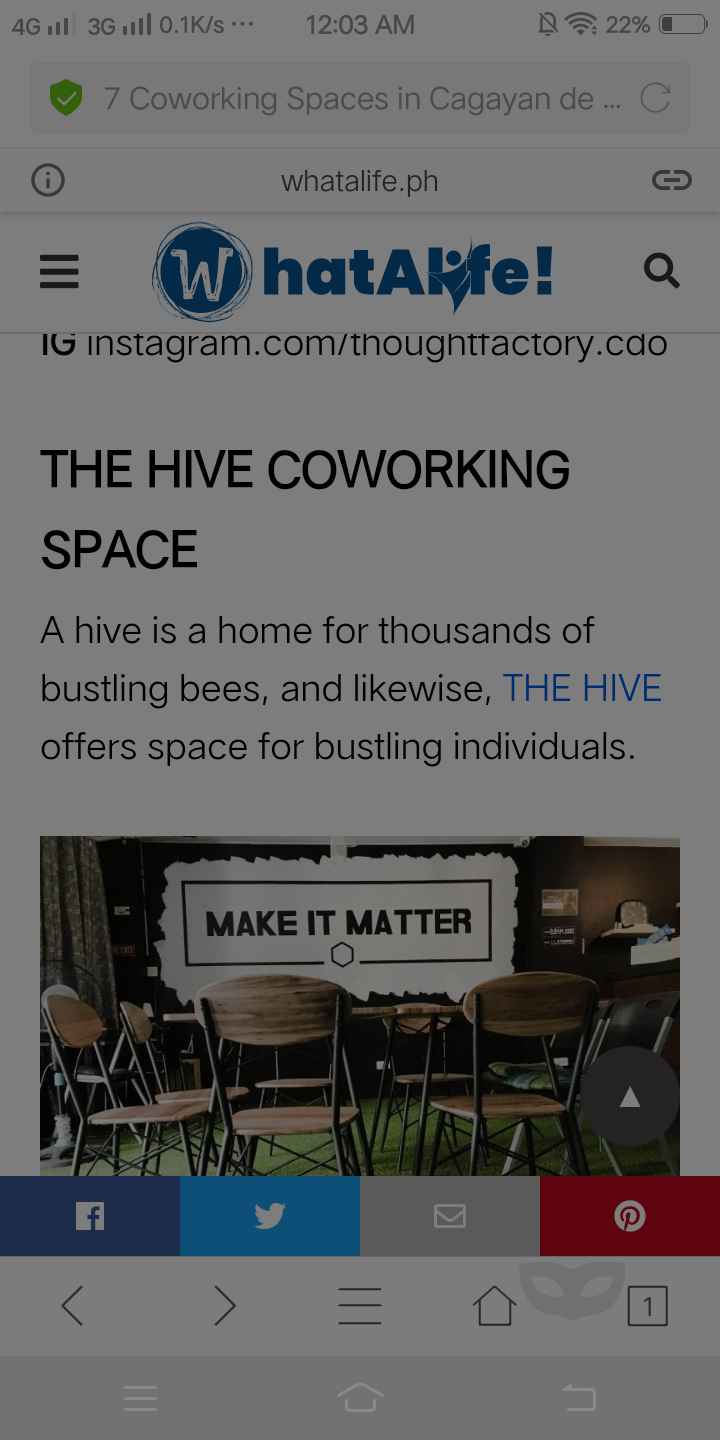 4G 3G 0.1K/s ... 12:03 AM 22%
7 Coworking Spaces in Cagayan de ...
whatalife.ph
WhatALife!
IG instagram.com/thoughtfactory.cdo
THE HIVE COWORKING
SPACE
A hive is a home for thousands of
bustling bees, and likewise, THE HIVE
offers space for bustling individuals.
MAKE IT MATTER
1